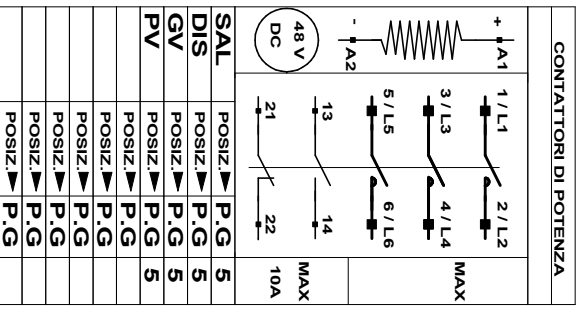 CONTATTORI DI POTENZA
+ A1
- A2
48 V
DC
1 / L1 2 / L2
3 / L3 4 / L4
5 / L5 6 / L6
MAX
13 14
21 22
MAX
10A
SAL POSIZ. P.G 5
DIS POSIZ. P.G 5
GV POSIZ. P.G 5
PV POSIZ. P.G 5
POSIZ. P.G
POSIZ. P.G
POSIZ. P.G
POSIZ. P.G
POSIZ. P.G
POSIZ. P.G